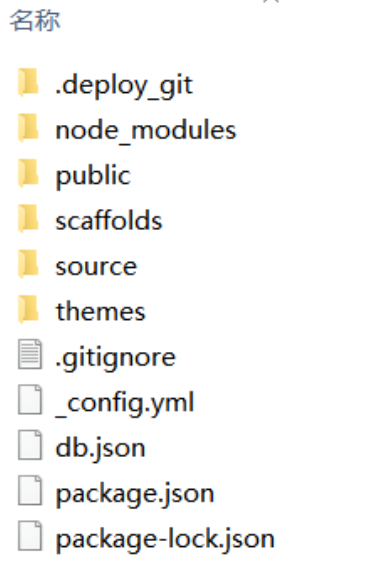 名称
.deploy_git
node_modules
public
scaffolds
source
themes
.gitignore
_config.yml
db.json
package.json
package-lock.json